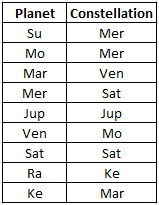 Planet Constellation
Su Mer
Mo Mer
Mar Ven
Mer Sat
Jup Jup
Ven Mo
Sat Sat
Ra Ke
Ke Mar